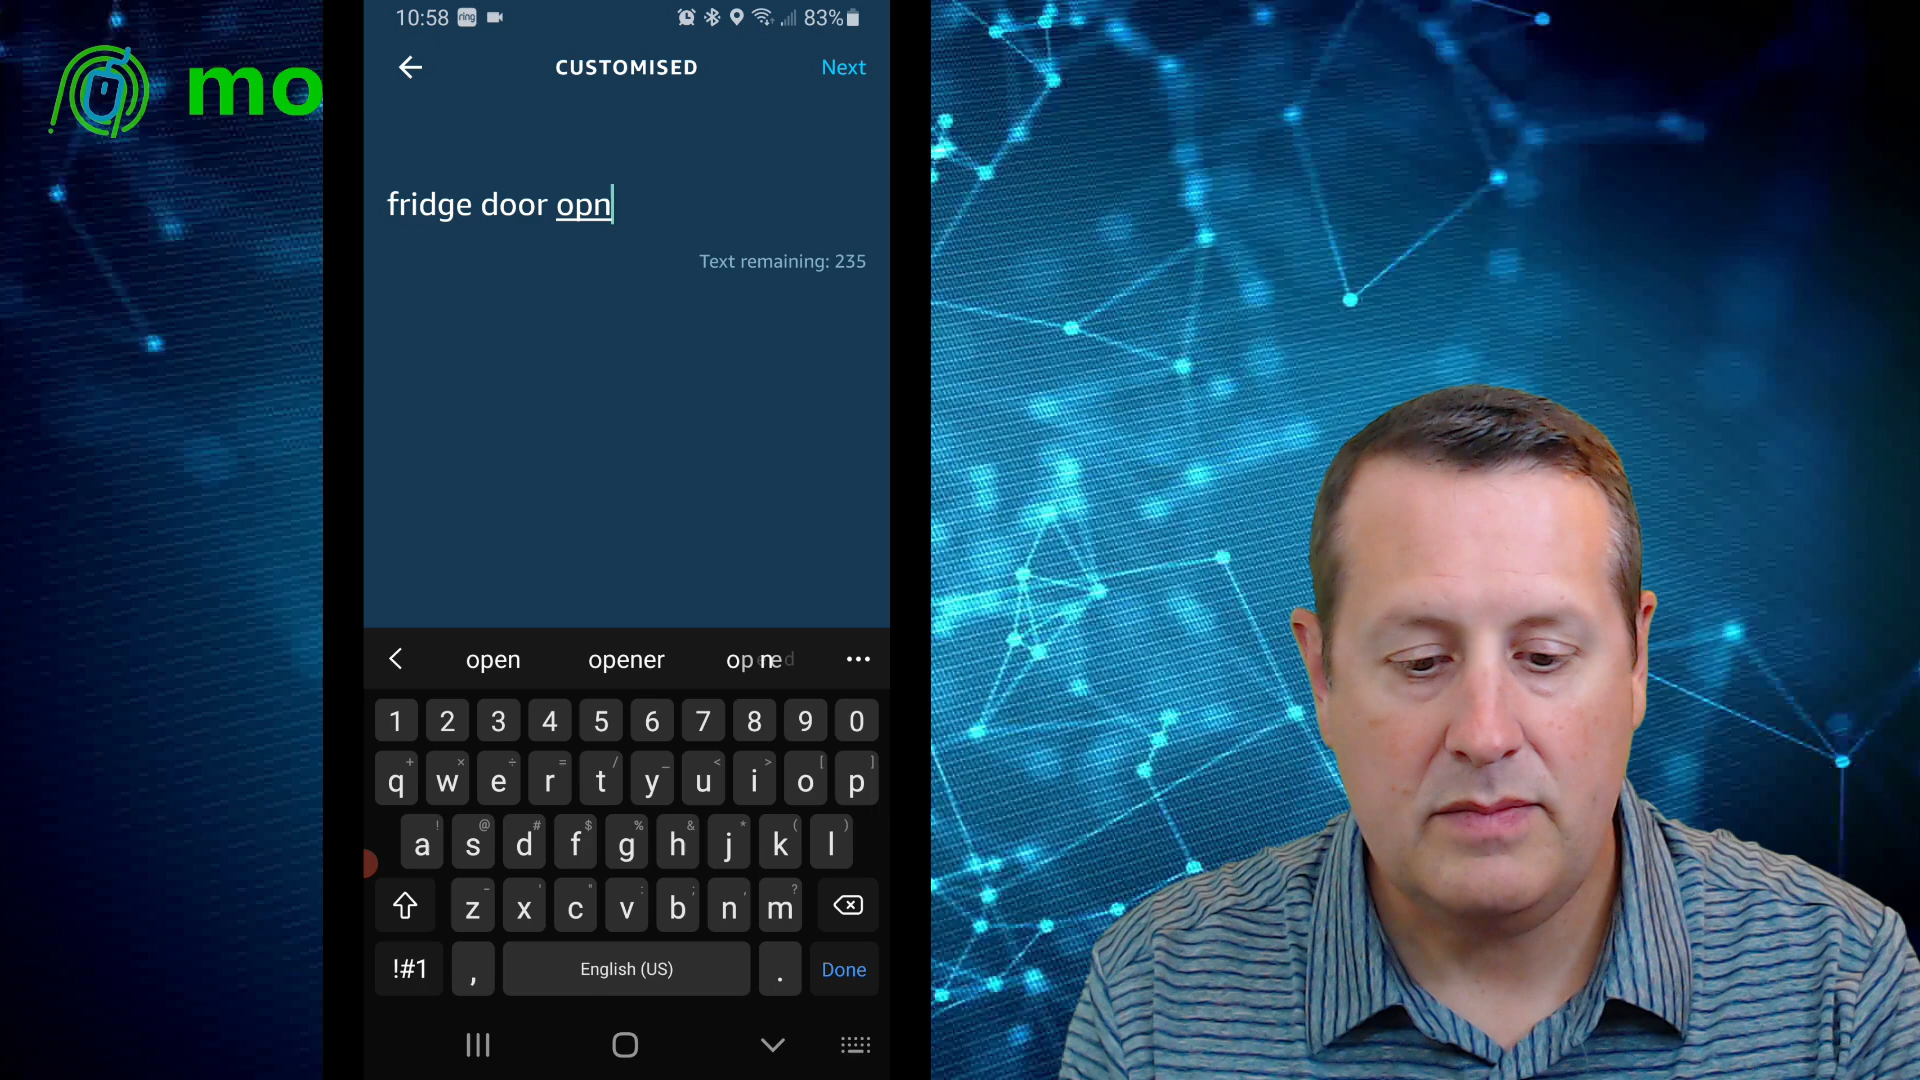 10:58 ring 83%
mo
CUSTOMISED Next
fridge door opn
Text remaining: 235
open opener
1 2 3 4 5 6 7 8 9 0
+ × ÷ = / _ < > [ ]
q w e r t y u i o p
! @ # $ % & * ( )
a s d f g h j k l
- ' " : ; , ?
z x c v b n m
!#1 , English (US) . Done